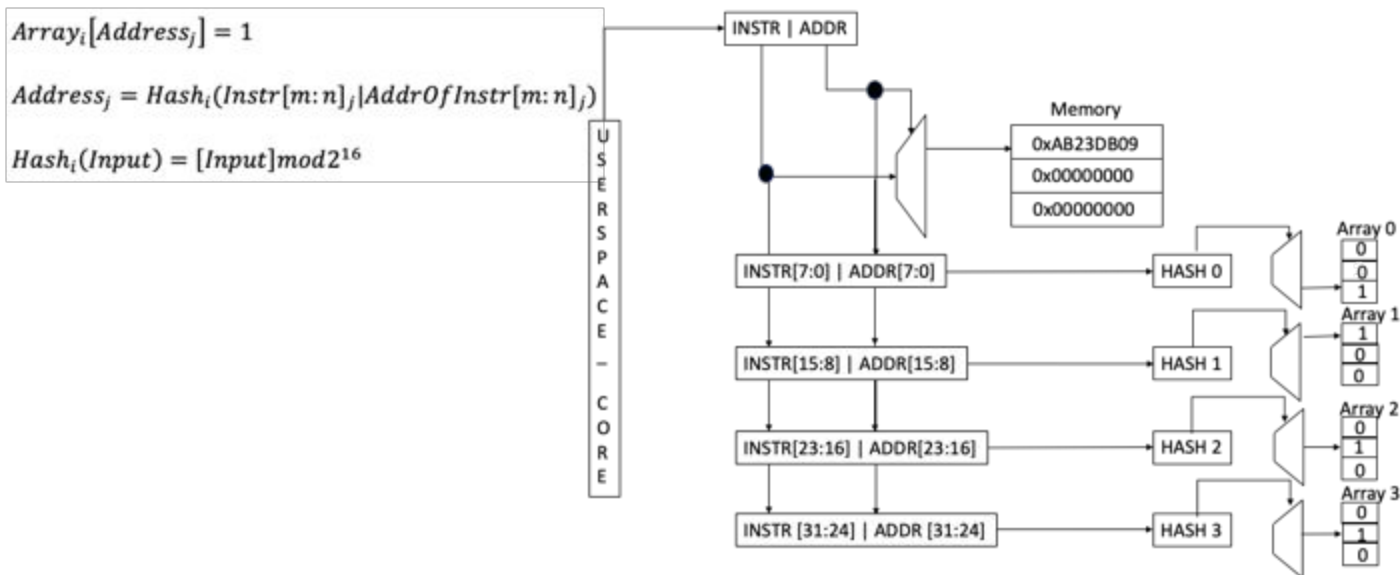 Array_i[Address_j] = 1
Address_j = Hash_i(Instr[m:n]_j|AddrOfInstr[m:n]_j)
Hash_i(Input) = [Input]mod2^16
USERSPACE – CORE
INSTR | ADDR
Memory
0xAB23DB09
0x00000000
0x00000000
INSTR[7:0] | ADDR[7:0]
HASH 0
Array 0
0
0
1
INSTR[15:8] | ADDR[15:8]
HASH 1
Array 1
1
0
0
INSTR[23:16] | ADDR[23:16]
HASH 2
Array 2
0
1
0
INSTR [31:24] | ADDR [31:24]
HASH 3
Array 3
0
1
0